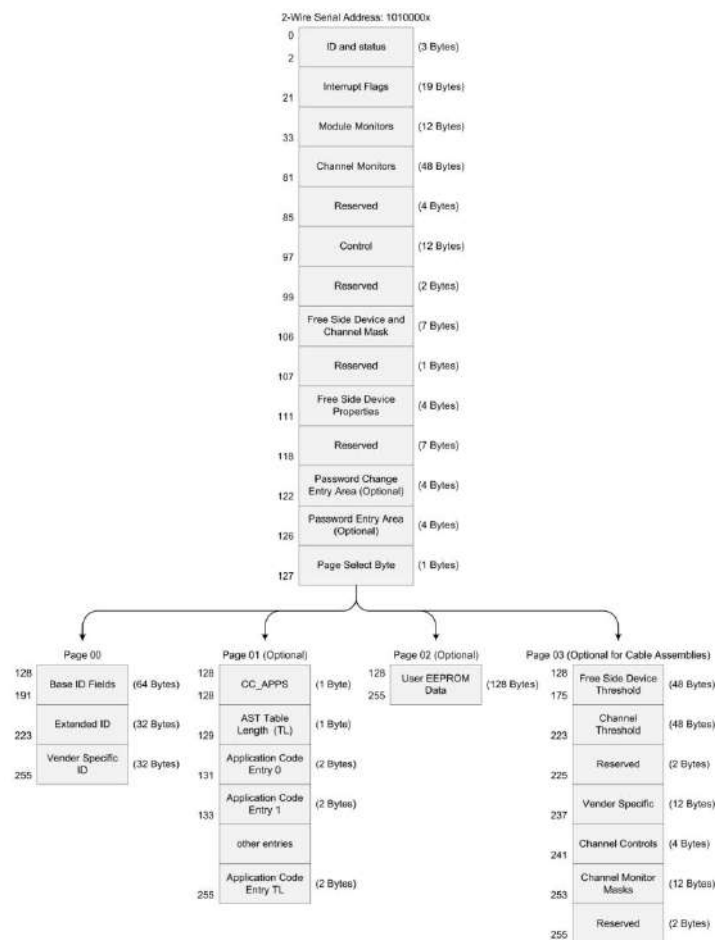 2-Wire Serial Address: 1010000x
0
ID and status (3 Bytes)
2
Interrupt Flags (19 Bytes)
21
Module Monitors (12 Bytes)
33
Channel Monitors (48 Bytes)
81
Reserved (4 Bytes)
85
Control (12 Bytes)
97
Reserved (2 Bytes)
99
Free Side Device and
Channel Mask (7 Bytes)
106
Reserved (1 Bytes)
107
Free Side Device
Properties (4 Bytes)
111
Reserved (7 Bytes)
118
Password Change
Entry Area (Optional) (4 Bytes)
122
Password Entry Area
(Optional) (4 Bytes)
126
Page Select Byte (1 Bytes)
127
Page 00
128
Base ID Fields (64 Bytes)
191
Extended ID (32 Bytes)
223
Vender Specific
ID (32 Bytes)
255
Page 01 (Optional)
128
CC_APPS (1 Byte)
128
AST Table
Length (TL) (1 Byte)
129
Application Code
Entry 0 (2 Bytes)
131
Application Code
Entry 1 (2 Bytes)
133
other entries
Application Code
Entry TL (2 Bytes)
255
Page 02 (Optional)
128
User EEPROM
Data (128 Bytes)
255
Page 03 (Optional for Cable Assemblies)
128
Free Side Device
Threshold (48 Bytes)
175
Channel
Threshold (48 Bytes)
223
Reserved (2 Bytes)
225
Vender Specific (12 Bytes)
237
Channel Controls (4 Bytes)
241
Channel Monitor
Masks (12 Bytes)
253
Reserved (2 Bytes)
255